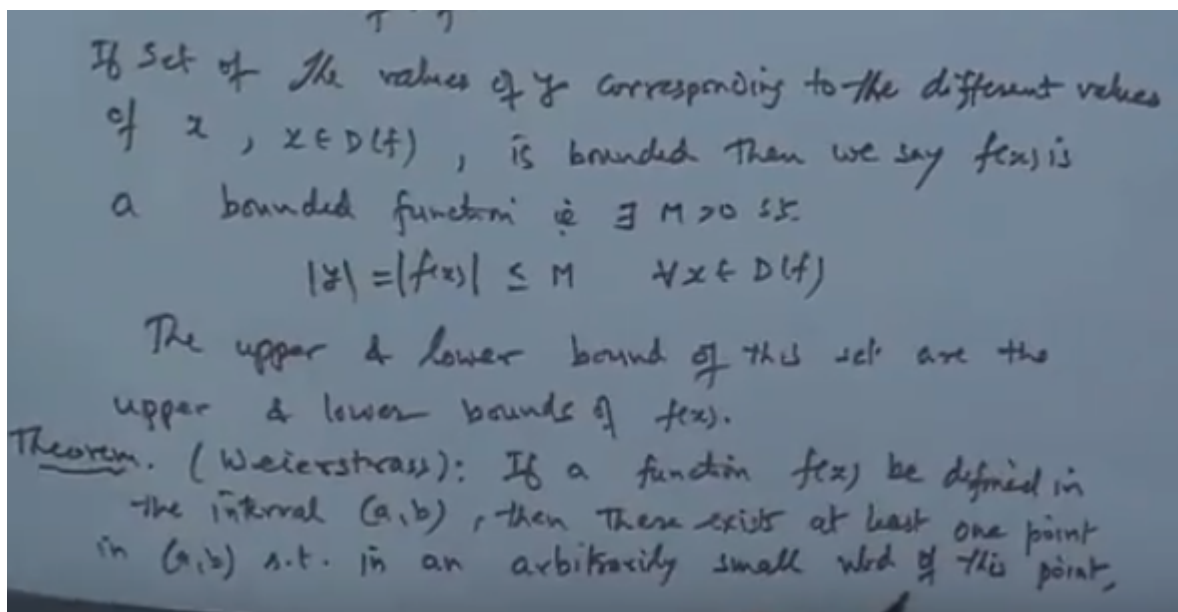 If Set of the values of y corresponding to the different values
of x , x ∈ D(f) , is bounded then we say f(x) is
a bounded function ie ∃ M > 0 s.t.
|y| = |f(x)| ≤ M ∀ x ∈ D(f)
The upper & lower bound of this set are the
upper & lower bounds of f(x).
Theorem. (Weierstrass): If a function f(x) be defined in
the interval (a,b) , then there exists at least one point
in (a,b) s.t. in an arbitrarily small nbd of this point,